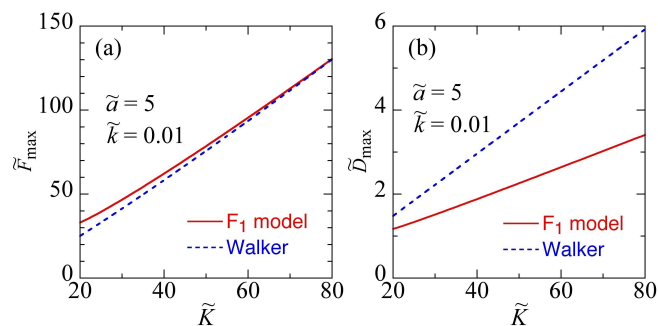 150
100
50
0
F̃max
(a)
ã = 5
k̃ = 0.01
F1 model
Walker
20 40 60 80
K̃
6
4
2
0
D̃max
(b)
ã = 5
k̃ = 0.01
F1 model
Walker
20 40 60 80
K̃